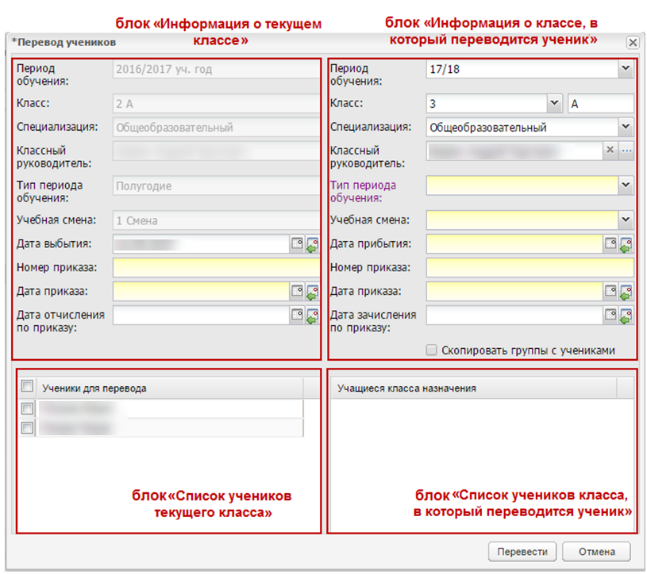 блок «Информация о текущем
классе»
блок «Информация о классе, в
который переводится ученик»
*Перевод учеников
Период
обучения:
2016/2017 уч. год
Класс:
2 А
Специализация:
Общеобразовательный
Классный
руководитель:
Тип периода
обучения:
Полугодие
Учебная смена:
1 Смена
Дата выбытия:
Номер приказа:
Дата приказа:
Дата отчисления
по приказу:
Период
обучения:
17/18
Класс:
3
А
Специализация:
Общеобразовательный
Классный
руководитель:
Тип периода
обучения:
Учебная смена:
Дата прибытия:
Номер приказа:
Дата приказа:
Дата зачисления
по приказу:
Скопировать группы с учениками
Ученики для перевода
блок«Список учеников
текущего класса»
Учащиеся класса назначения
блок «Список учеников класса,
в который переводится ученик»
Перевести
Отмена